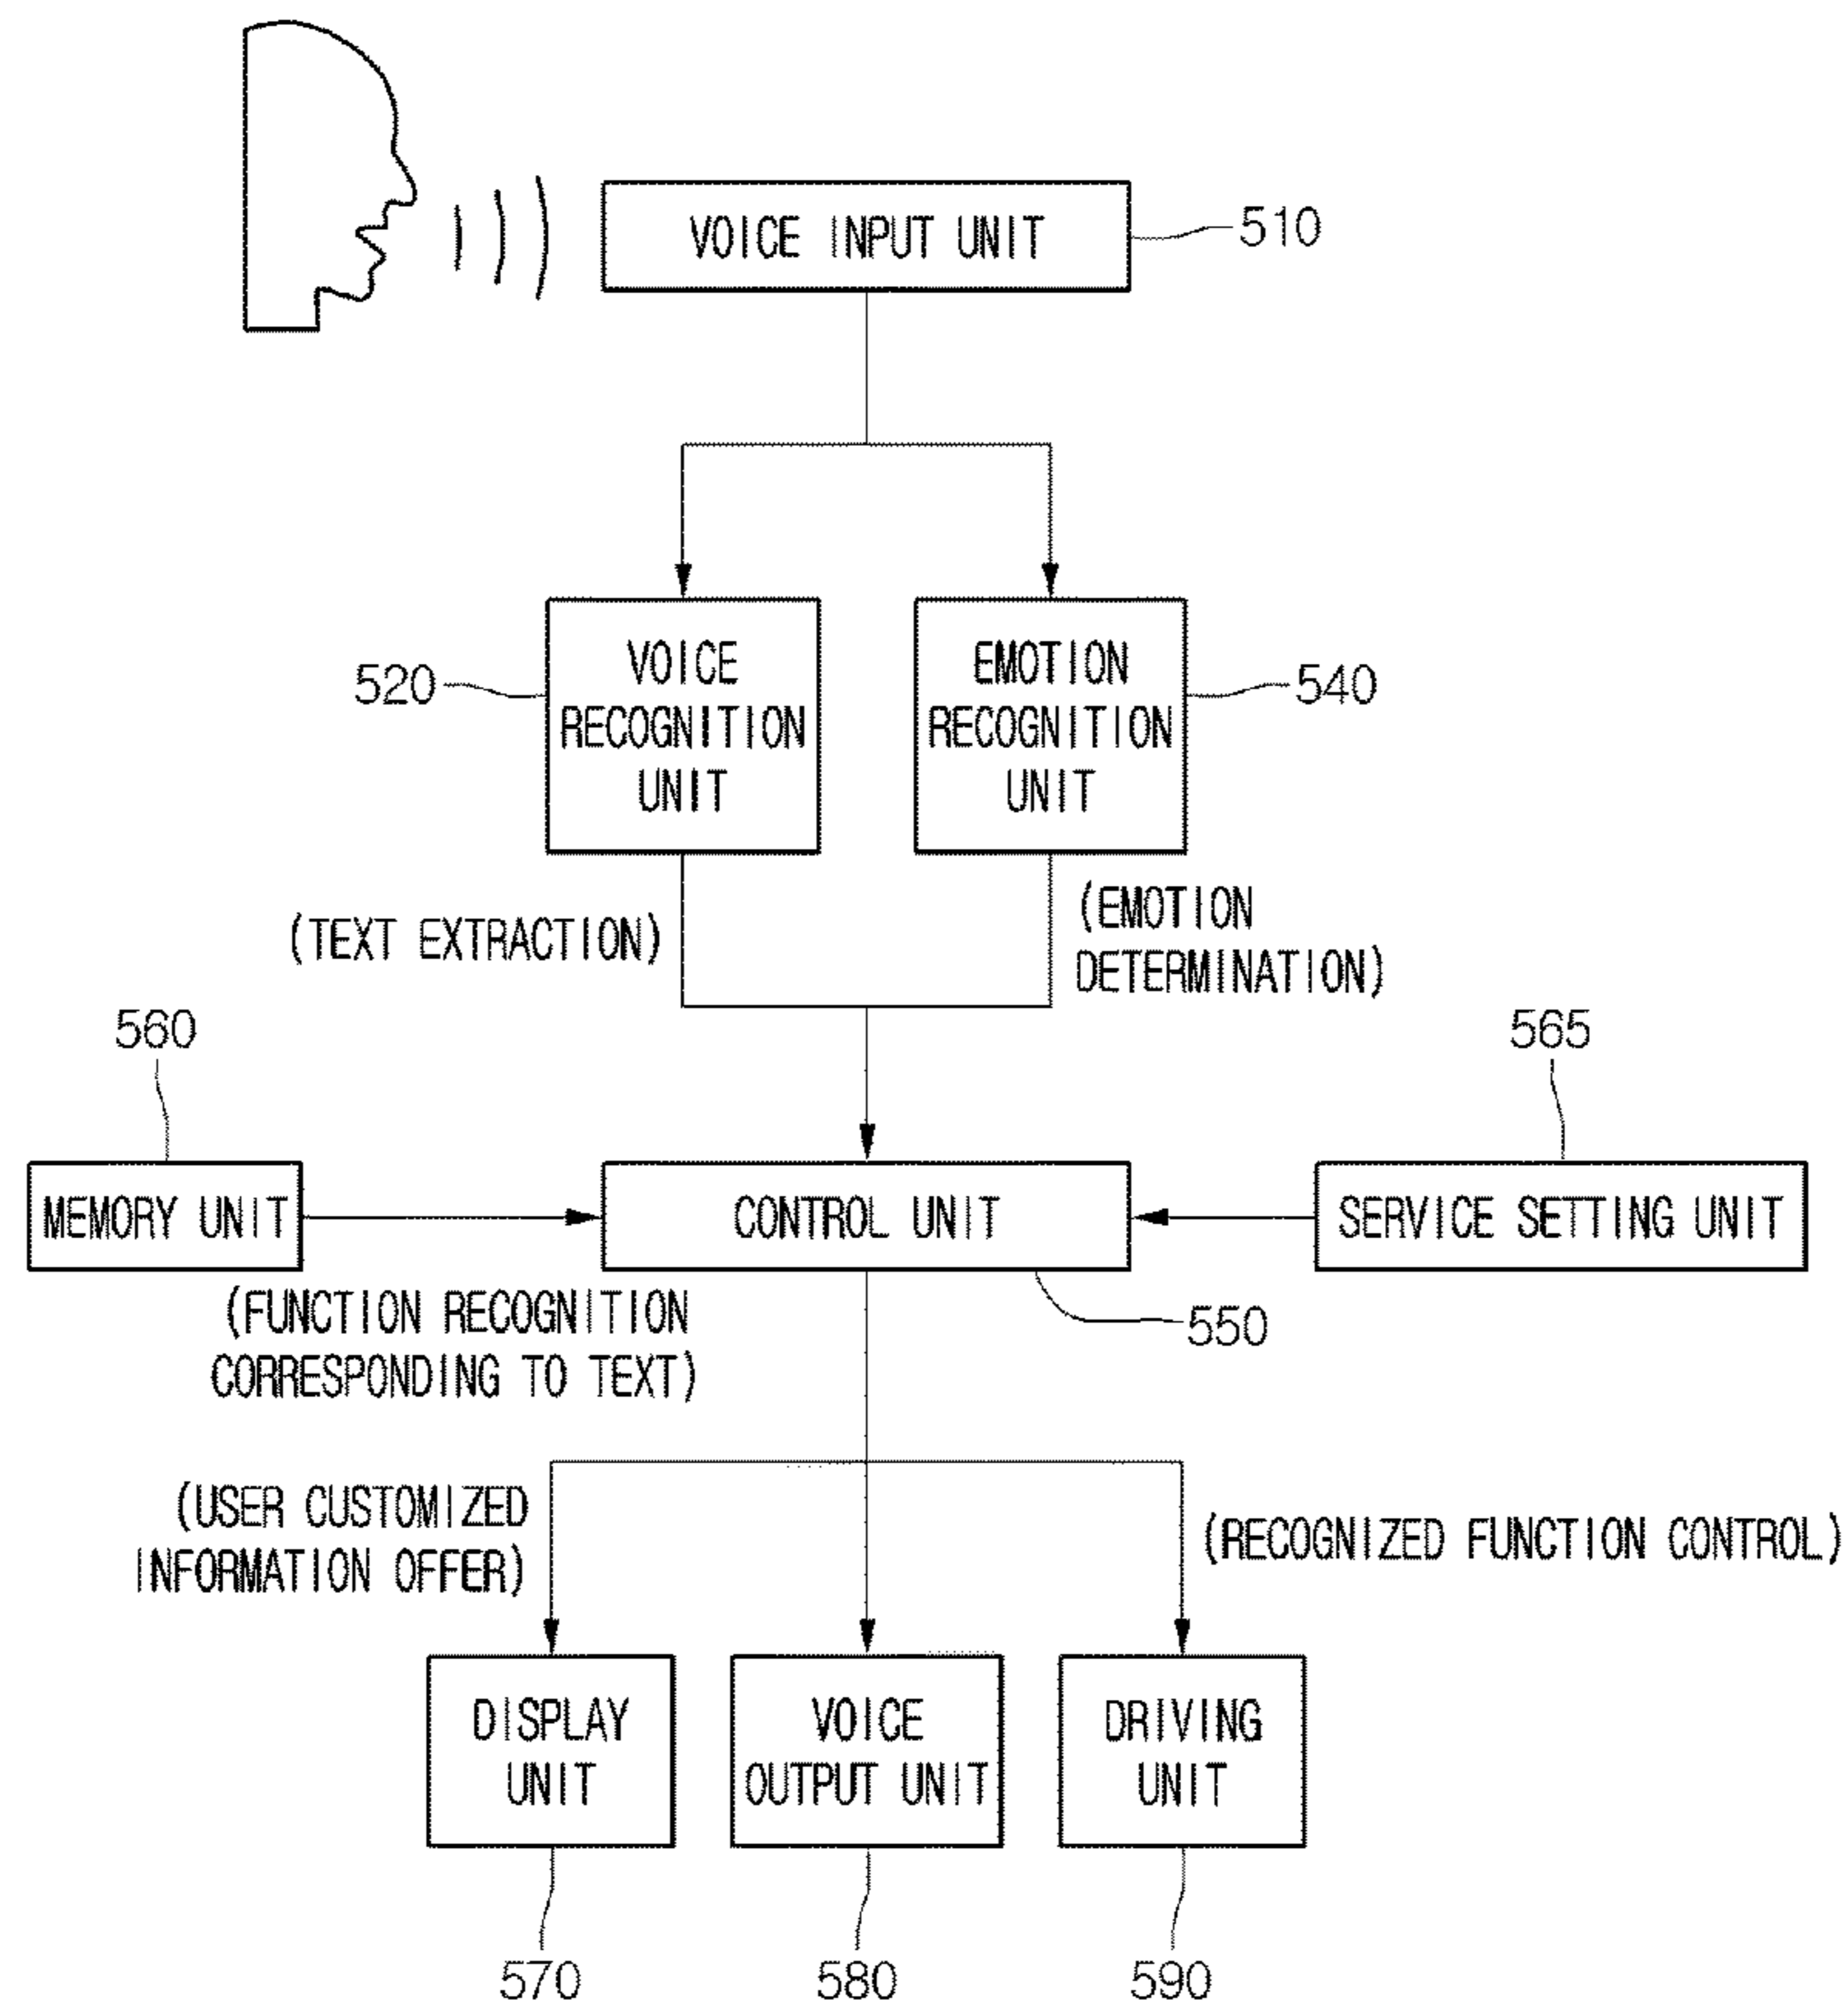 VOICE INPUT UNIT
510
VOICE
RECOGNITION
UNIT
520
EMOTION
RECOGNITION
UNIT
540
(TEXT EXTRACTION)
(EMOTION
DETERMINATION)
560
565
MEMORY UNIT
CONTROL UNIT
SERVICE SETTING UNIT
(FUNCTION RECOGNITION
CORRESPONDING TO TEXT)
550
(USER CUSTOMIZED
INFORMATION OFFER)
(RECOGNIZED FUNCTION CONTROL)
DISPLAY
UNIT
VOICE
OUTPUT UNIT
DRIVING
UNIT
570
580
590